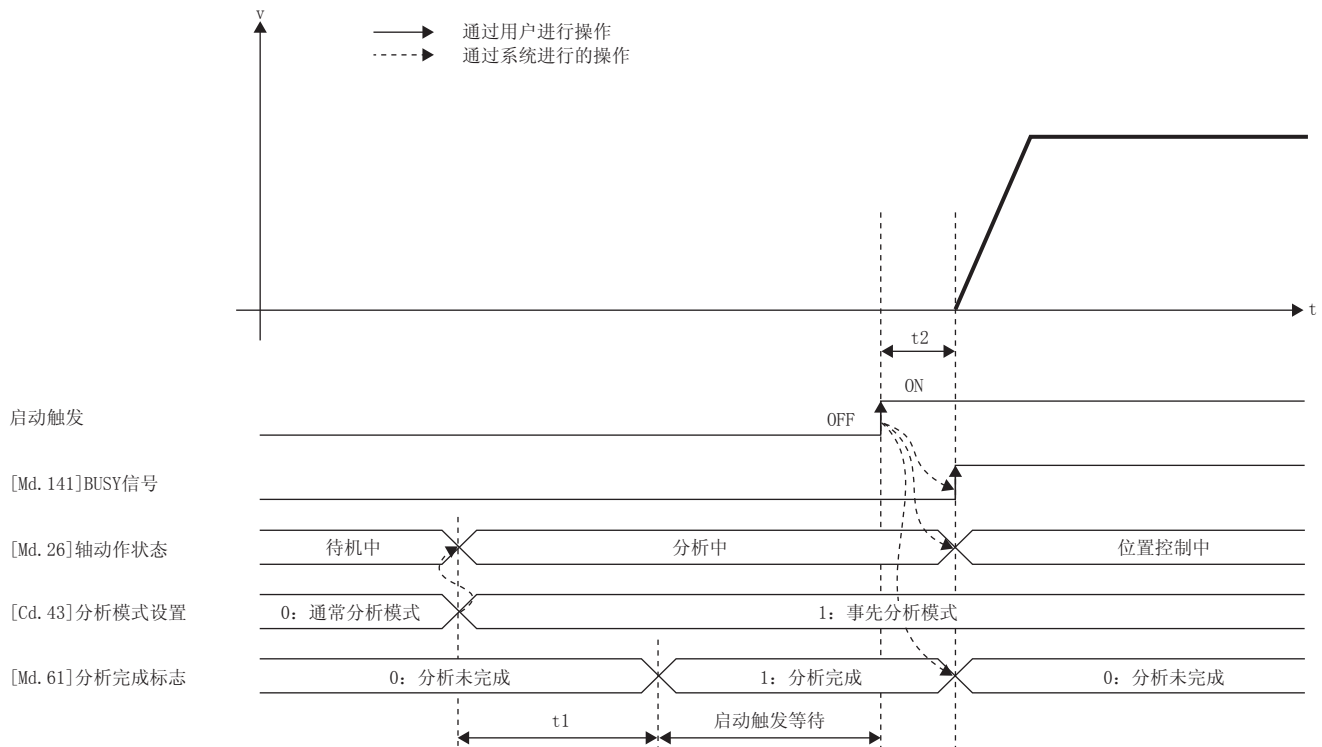 v
通过用户进行操作
通过系统进行的操作
t
t2
ON
启动触发
OFF
[Md.141]BUSY信号
[Md.26]轴动作状态
待机中
分析中
位置控制中
[Cd.43]分析模式设置
0: 通常分析模式
1: 事先分析模式
[Md.61]分析完成标志
0: 分析未完成
1: 分析完成
0: 分析未完成
t1
启动触发等待